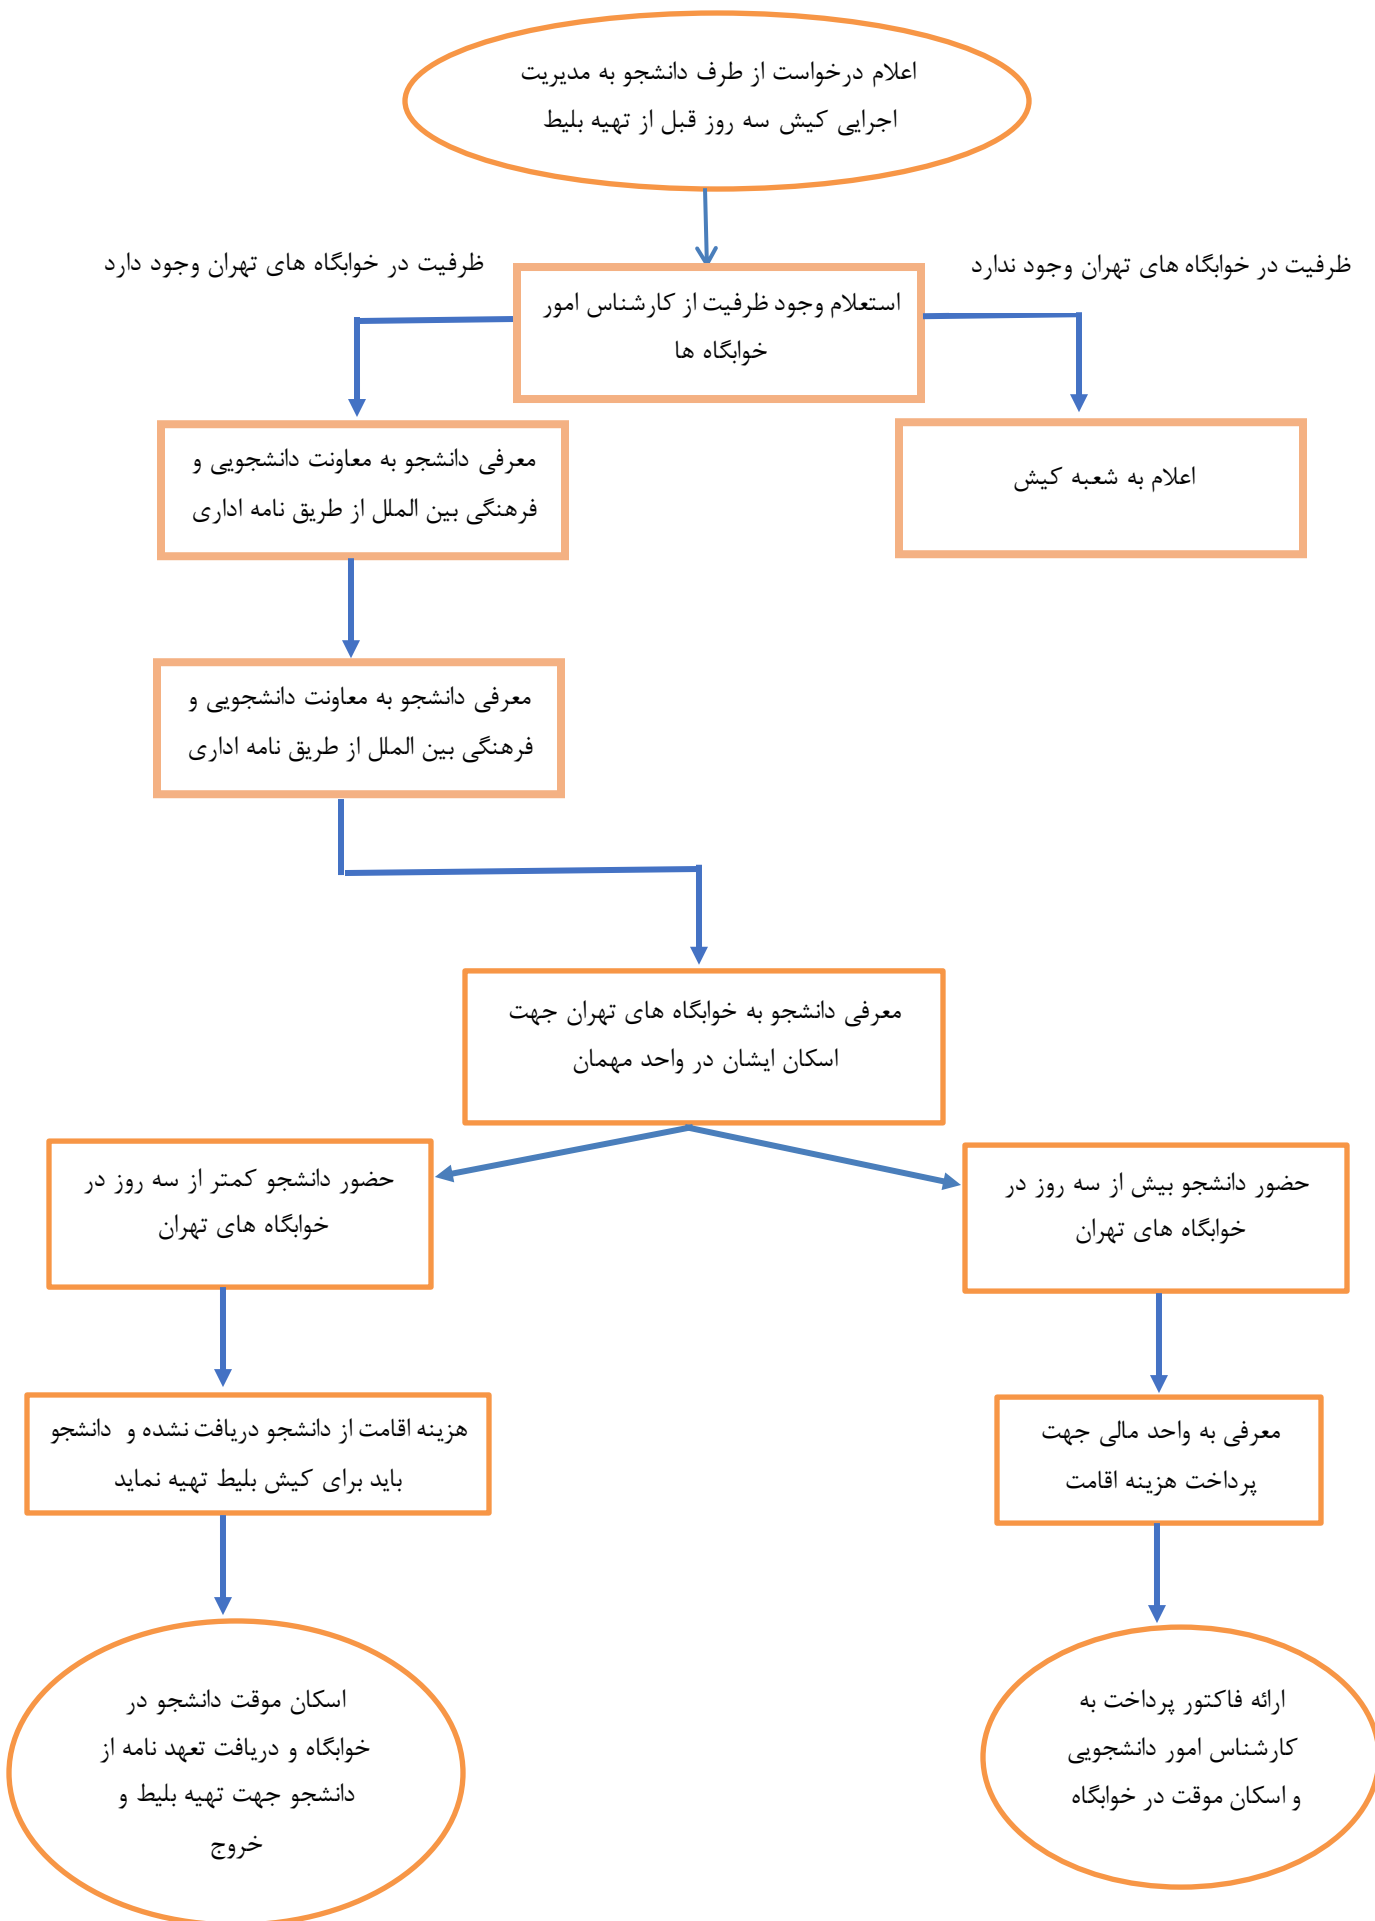 اعلام درخواست از طرف دانشجو به مدیریت
اجرایی کیش سه روز قبل از تهیه بلیط
ظرفیت در خوابگاه های تهران وجود ندارد
ظرفیت در خوابگاه های تهران وجود دارد
استعلام وجود ظرفیت از کارشناس امور
خوابگاه ها
اعلام به شعبه کیش
معرفی دانشجو به معاونت دانشجویی و
فرهنگی بین الملل از طریق نامه اداری
معرفی دانشجو به معاونت دانشجویی و
فرهنگی بین الملل از طریق نامه اداری
معرفی دانشجو به خوابگاه های تهران جهت
اسکان ایشان در واحد مهمان
حضور دانشجو بیش از سه روز در
خوابگاه های تهران
حضور دانشجو کمتر از سه روز در
خوابگاه های تهران
معرفی به واحد مالی جهت
پرداخت هزینه اقامت
هزینه اقامت از دانشجو دریافت نشده و  دانشجو
باید برای کیش بلیط تهیه نماید
ارائه فاکتور پرداخت به
کارشناس امور دانشجویی
و اسکان موقت در خوابگاه
اسکان موقت دانشجو در
خوابگاه و دریافت تعهد نامه از
دانشجو جهت تهیه بلیط و
خروج